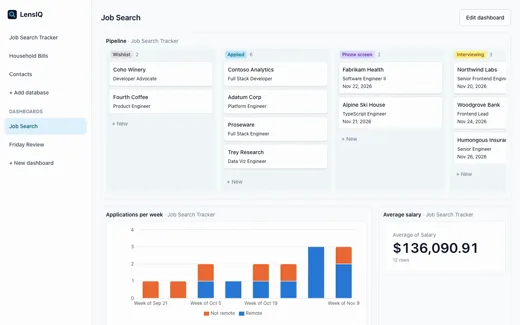 LensIQ
Job Search Tracker
Household Bills
Contacts
+ Add database
DASHBOARDS
Job Search
Friday Review
+ New dashboard
Job Search
Edit dashboard
Pipeline · Job Search Tracker
Wishlist 2
Coho Winery
Developer Advocate
Fourth Coffee
Product Engineer
+ New
Applied
Contoso Analytics
Full Stack Developer
Adatum Corp
Platform Engineer
Proseware
Full Stack Engineer
Trey Research
Data Viz Engineer
+ New
Phone screen 2
Fabrikam Health
Software Engineer II
Nov 22, 2026
Alpine Ski House
TypeScript Engineer
Nov 21, 2026
+ New
Interviewing 3
Northwind Labs
Senior Frontend Engin
Nov 20, 2026
Woodgrove Bank
Frontend Lead
Nov 24, 2026
Humongous Insuran
Senior Engineer
Nov 26, 2026
+ New
Applications per week · Job Search Tracker
4
3
2
1
0
Week of Sep 21
Week of Oct 5
Week of Oct 19
Week of Nov 9
Not remote
Remote
Average salary · Job Search Tracker
Average of Salary
$136,090.91
12 rows